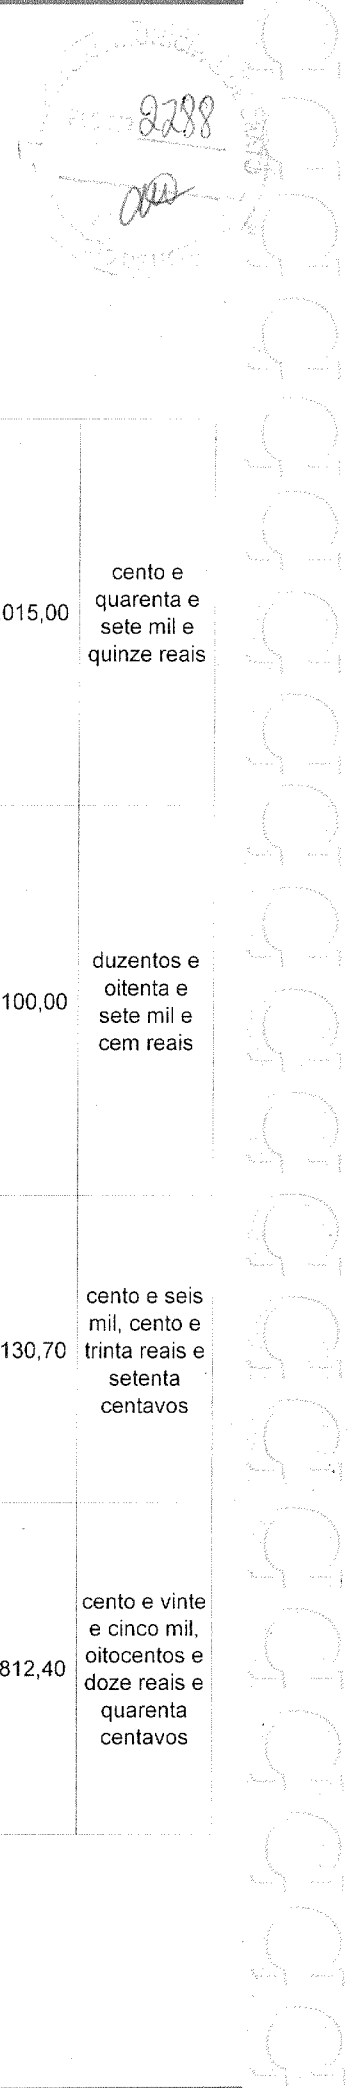 2288
cento e
quarenta e
015,00 sete mil e
quinze reais
duzentos e
100,00 oitenta e
sete mil e
cem reais
cento e seis
mil, cento e
130,70 trinta reais e
setenta
centavos
cento e vinte
e cinco mil,
oitocentos e
812,40 doze reais e
quarenta
centavos